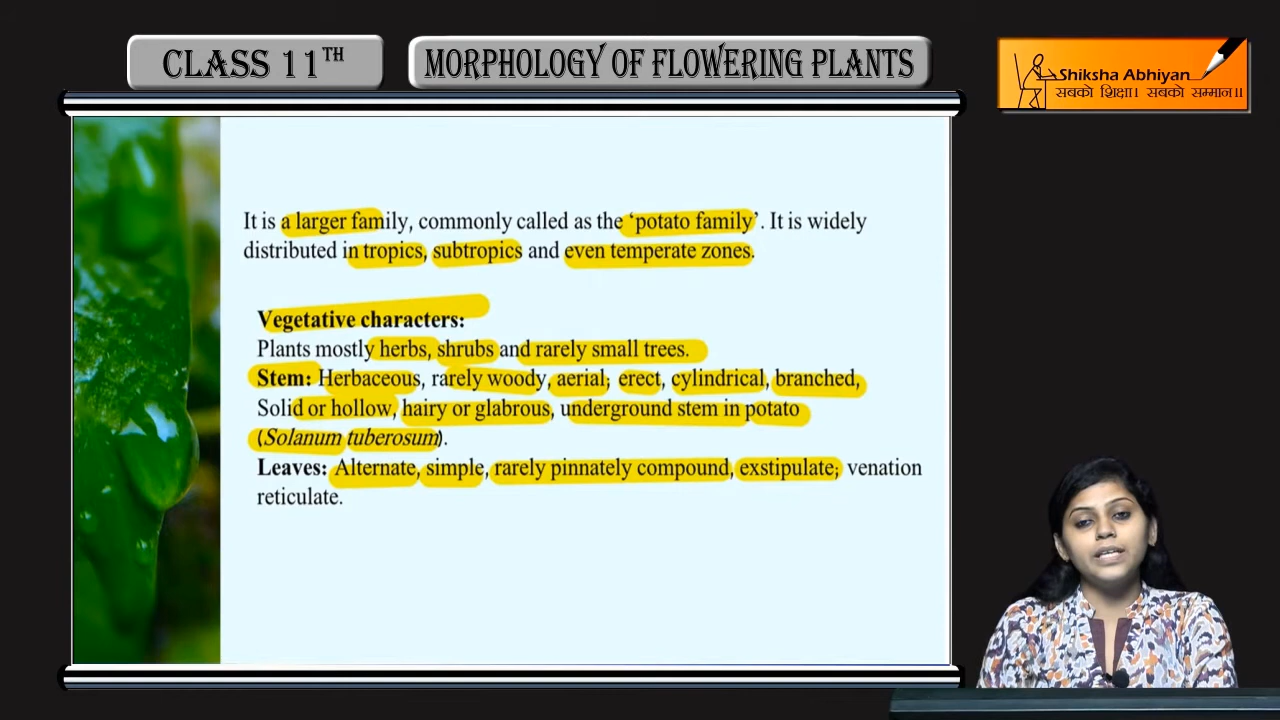 CLASS 11TH
MORPHOLOGY OF FLOWERING PLANTS
Shiksha Abhiyan
सबको शिक्षा। सबको सम्मान॥
It is a larger family, commonly called as the ‘potato family’. It is widely
distributed in tropics, subtropics and even temperate zones.
Vegetative characters:
Plants mostly herbs, shrubs and rarely small trees.
Stem: Herbaceous, rarely woody, aerial; erect, cylindrical, branched,
Solid or hollow, hairy or glabrous, underground stem in potato
(Solanum tuberosum).
Leaves: Alternate, simple, rarely pinnately compound, exstipulate; venation
reticulate.